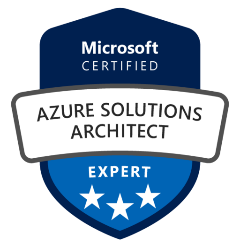 Microsoft
CERTIFIED
AZURE SOLUTIONS
ARCHITECT
EXPERT